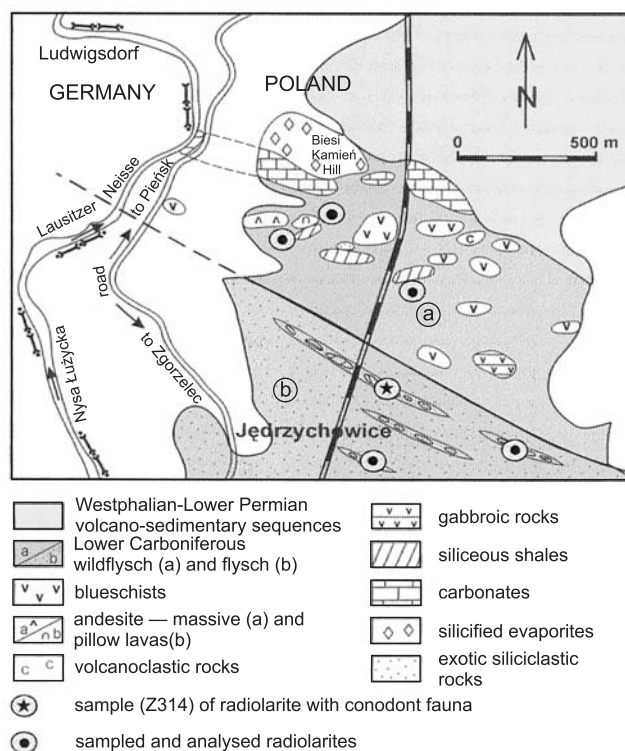 Ludwigsdorf
GERMANY
POLAND
N
Biesi
Kamień
Hill
0 500 m
Lausitzer Neisse
to Pieńsk
road
to Zgorzelec
Nysa Łużycka
v
v v
v v
c
v
v
v
v
v
v v v
a
b
Jędrzychowice
Westphalian-Lower Permian
volcano-sedimentary sequences
a b
Lower Carboniferous
wildflysch (a) and flysch (b)
v v v
blueschists
a b
andesite — massive (a) and
pillow lavas(b)
c c
volcanoclastic rocks
v v
v v v
gabbroic rocks
siliceous shales
carbonates
silicified evaporites
exotic siliciclastic
rocks
sample (Z314) of radiolarite with conodont fauna
sampled and analysed radiolarites